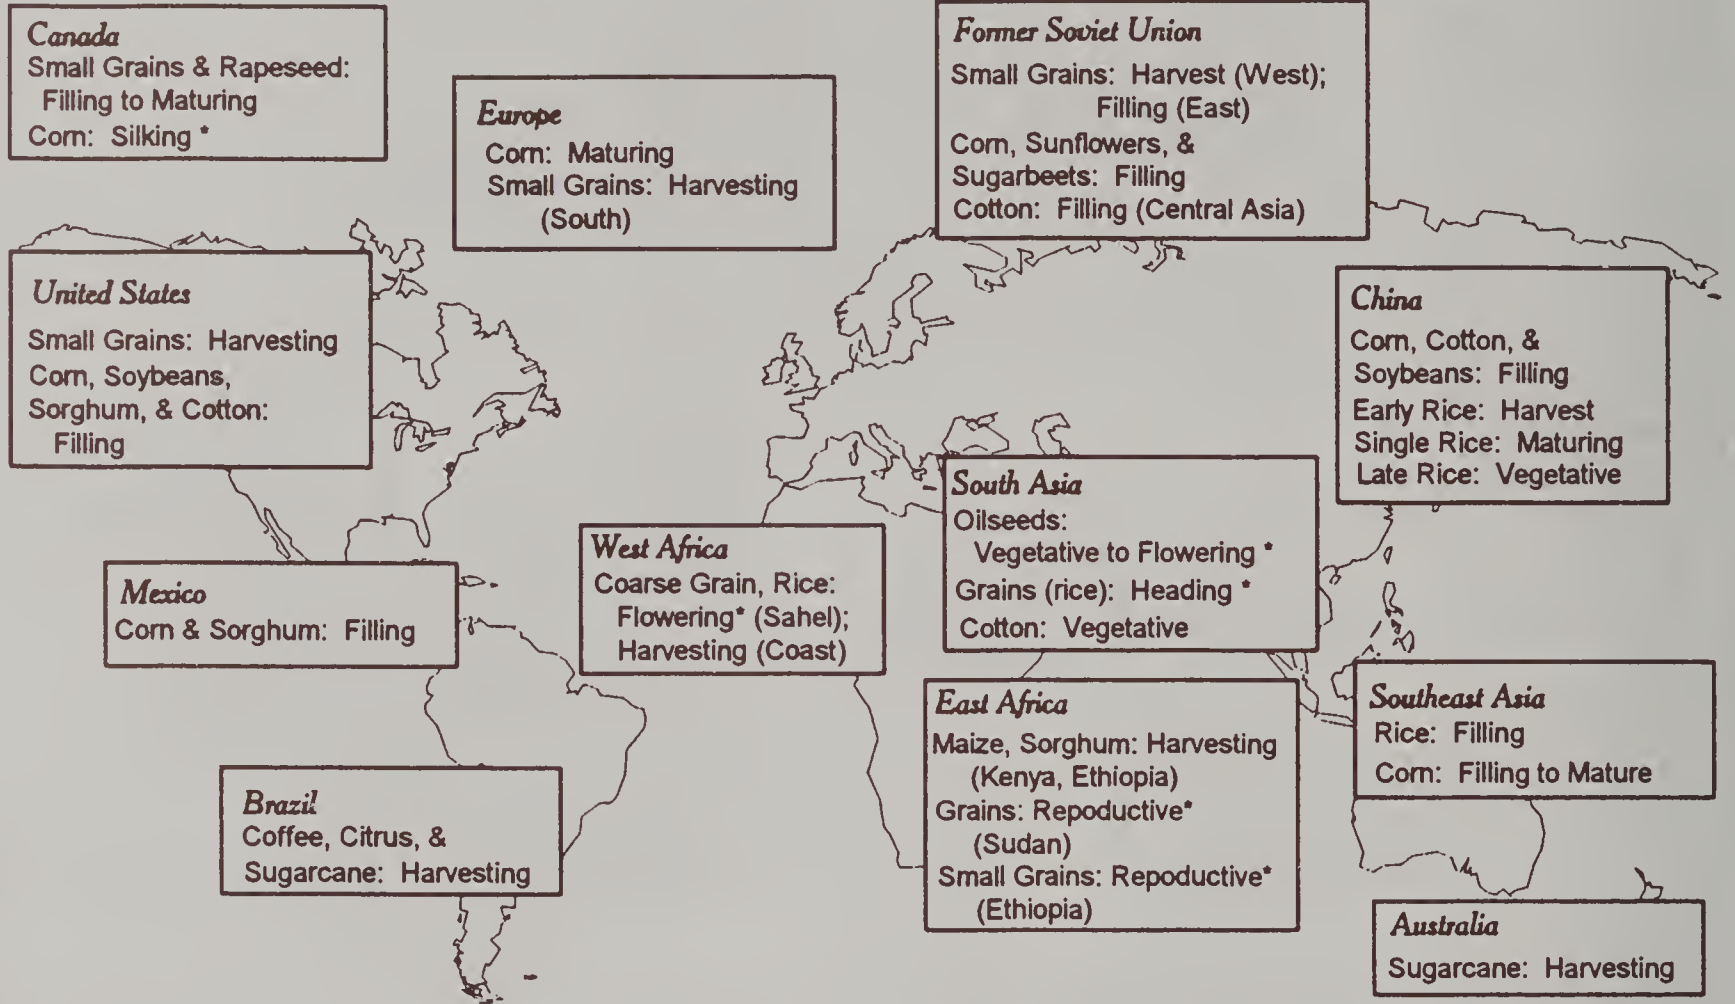 Canada
Small Grains & Rapeseed:
Filling to Maturing
Corn: Silking *
Europe
Corn: Maturing
Small Grains: Harvesting
(South)
Former Soviet Union
Small Grains: Harvest (West);
Filling (East)
Corn, Sunflowers, &
Sugarbeets: Filling
Cotton: Filling (Central Asia)
United States
Small Grains: Harvesting
Corn, Soybeans,
Sorghum, & Cotton:
Filling
China
Corn, Cotton, &
Soybeans: Filling
Early Rice: Harvest
Single Rice: Maturing
Late Rice: Vegetative
South Asia
Oilseeds:
Vegetative to Flowering *
Grains (rice): Heading *
Cotton: Vegetative
West Africa
Coarse Grain, Rice:
Flowering* (Sahel);
Harvesting (Coast)
Mexico
Corn & Sorghum: Filling
East Africa
Maize, Sorghum: Harvesting
(Kenya, Ethiopia)
Grains: Repoductive*
(Sudan)
Small Grains: Repoductive*
(Ethiopia)
Southeast Asia
Rice: Filling
Corn: Filling to Mature
Brazil
Coffee, Citrus, &
Sugarcane: Harvesting
Australia
Sugarcane: Harvesting